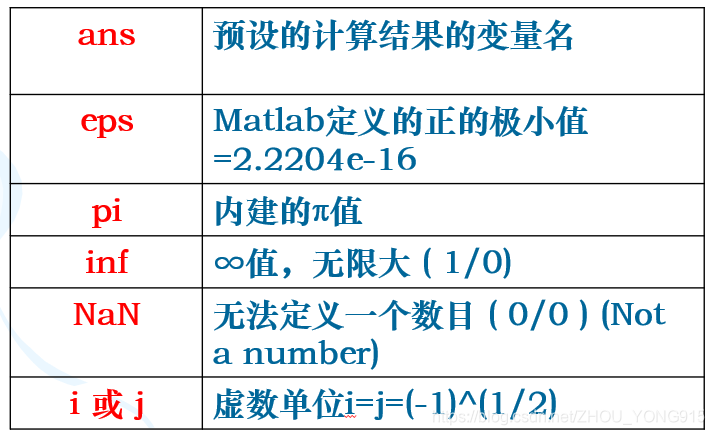 ans 预设的计算结果的变量名
eps Matlab定义的正的极小值
=2.2204e-16
pi 内建的π值
inf ∞值，无限大（1/0)
NaN 无法定义一个数目（0/0）(Not
a number)
i 或 j 虚数单位i=j=(-1)^(1/2)
https://blog.csdn.net/ZHOU_YONG915